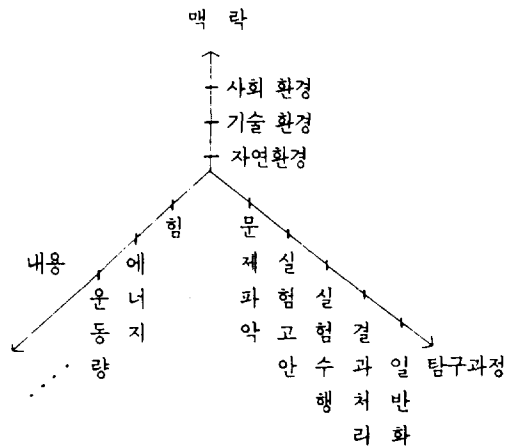 맥 락
사회 환경
기술 환경
자연환경
내용
힘
에너지
운동량
.....
문제파악
실험고안
실험수행
결과처리
일반화
탐구과정